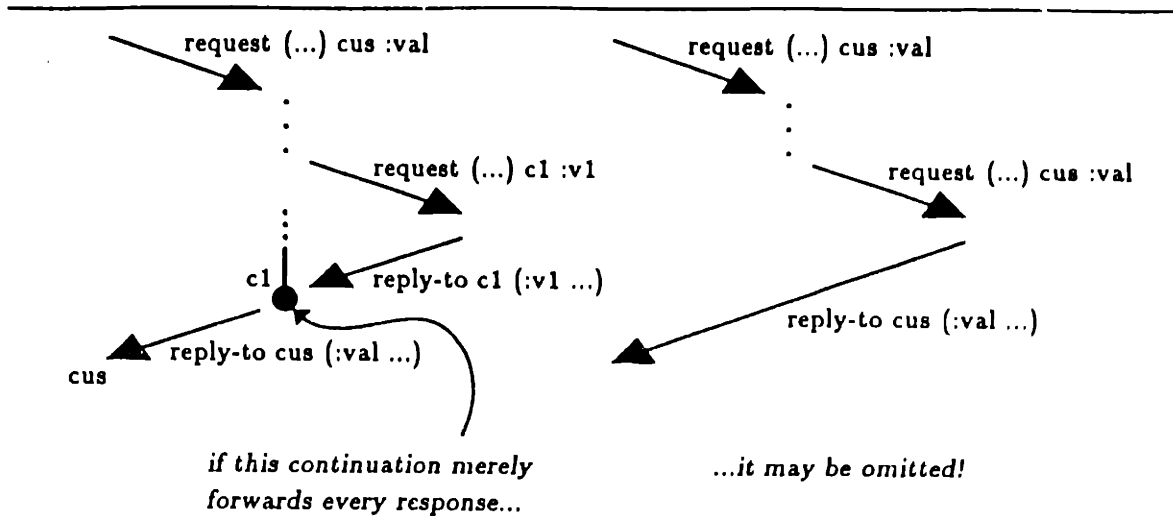 request (...) cus :val
request (...) cus :val
request (...) c1 :v1
request (...) cus :val
c1
reply-to c1 (:v1 ...)
reply-to cus (:val ...)
reply-to cus (:val ...)
cus
if this continuation merely
forwards every response...
...it may be omitted!